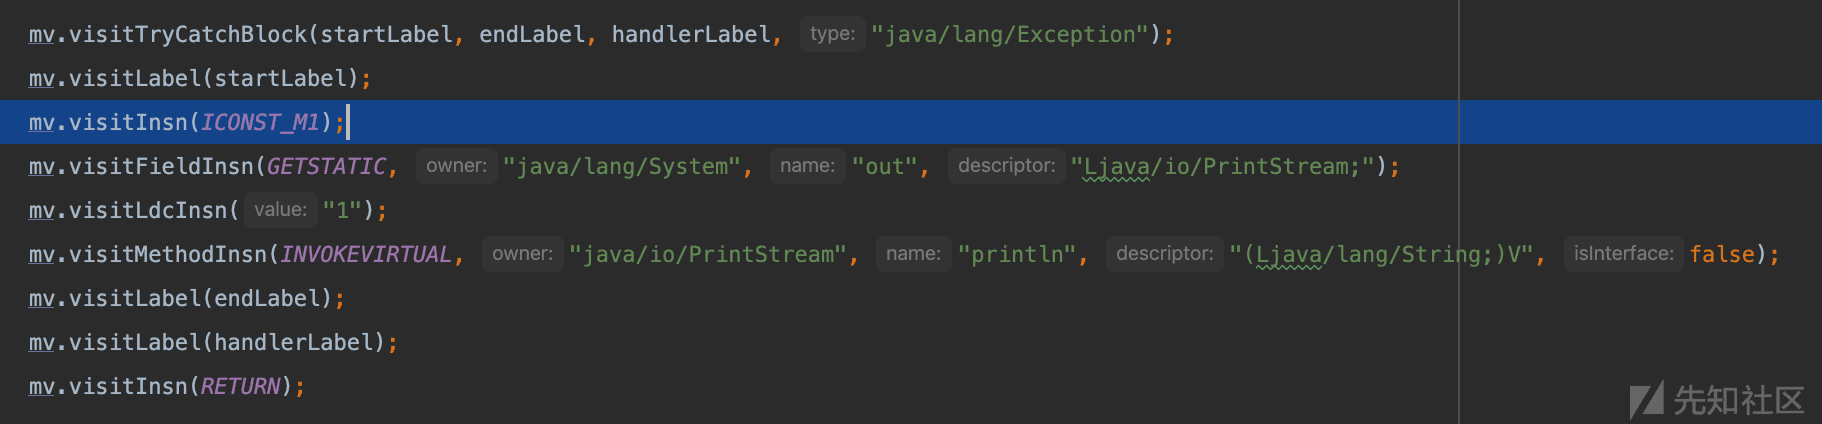 mv.visitTryCatchBlock(startLabel, endLabel, handlerLabel, type: "java/lang/Exception");
mv.visitLabel(startLabel);
mv.visitInsn(ICONST_M1);
mv.visitFieldInsn(GETSTATIC, owner: "java/lang/System", name: "out", descriptor: "Ljava/io/PrintStream;");
mv.visitLdcInsn( value: "1");
mv.visitMethodInsn(INVOKEVIRTUAL, owner: "java/io/PrintStream", name: "println", descriptor: "(Ljava/lang/String;)V", isInterface: false);
mv.visitLabel(endLabel);
mv.visitLabel(handlerLabel);
mv.visitInsn(RETURN);
先知社区